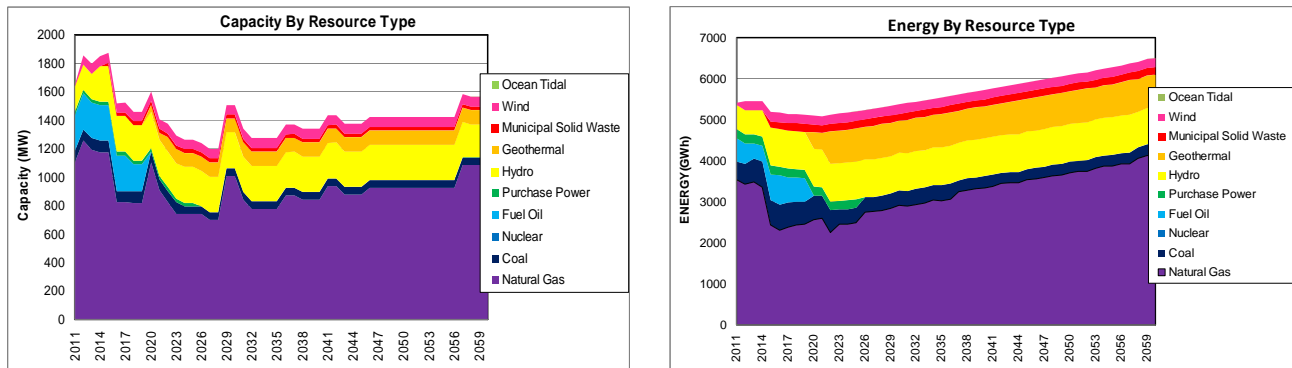 Capacity By Resource Type
Capacity (MW)
2000
1800
1600
1400
1200
1000
800
600
400
200
0
2011
2014
2017
2020
2023
2026
2029
2032
2035
2038
2041
2044
2047
2050
2053
2056
2059
Ocean Tidal
Wind
Municipal Solid Waste
Geothermal
Hydro
Purchase Power
Fuel Oil
Nuclear
Coal
Natural Gas
Energy By Resource Type
ENERGY(GWh)
7000
6000
5000
4000
3000
2000
1000
0
2011
2014
2017
2020
2023
2026
2029
2032
2035
2038
2041
2044
2047
2050
2053
2056
2059
Ocean Tidal
Wind
Municipal Solid Waste
Geothermal
Hydro
Purchase Power
Fuel Oil
Nuclear
Coal
Natural Gas